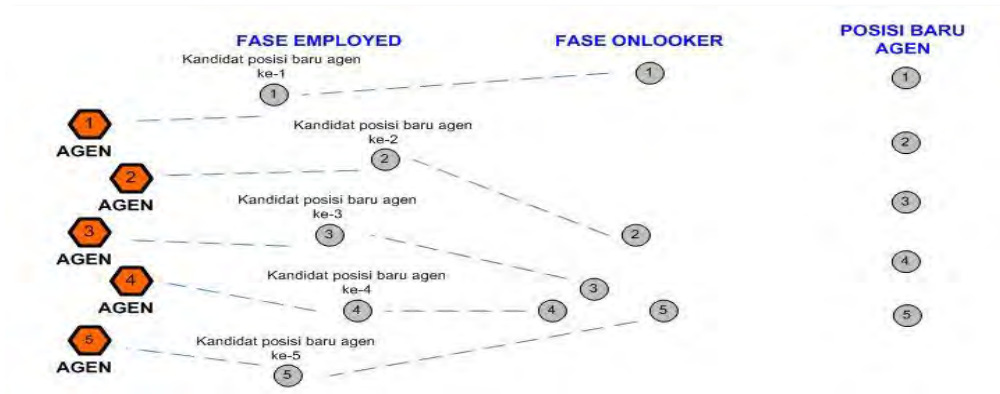 FASE EMPLOYED
FASE ONLOOKER
POSISI BARU
AGEN
Kandidat posisi baru agen
ke-1
1
1
1
1
AGEN
Kandidat posisi baru agen
ke-2
2
2
AGEN
2
2
Kandidat posisi baru agen
ke-3
3
3
AGEN
3
3
Kandidat posisi baru agen
ke-4
4
4
4
AGEN
4
5
5
Kandidat posisi baru agen
ke-5
5
5
AGEN